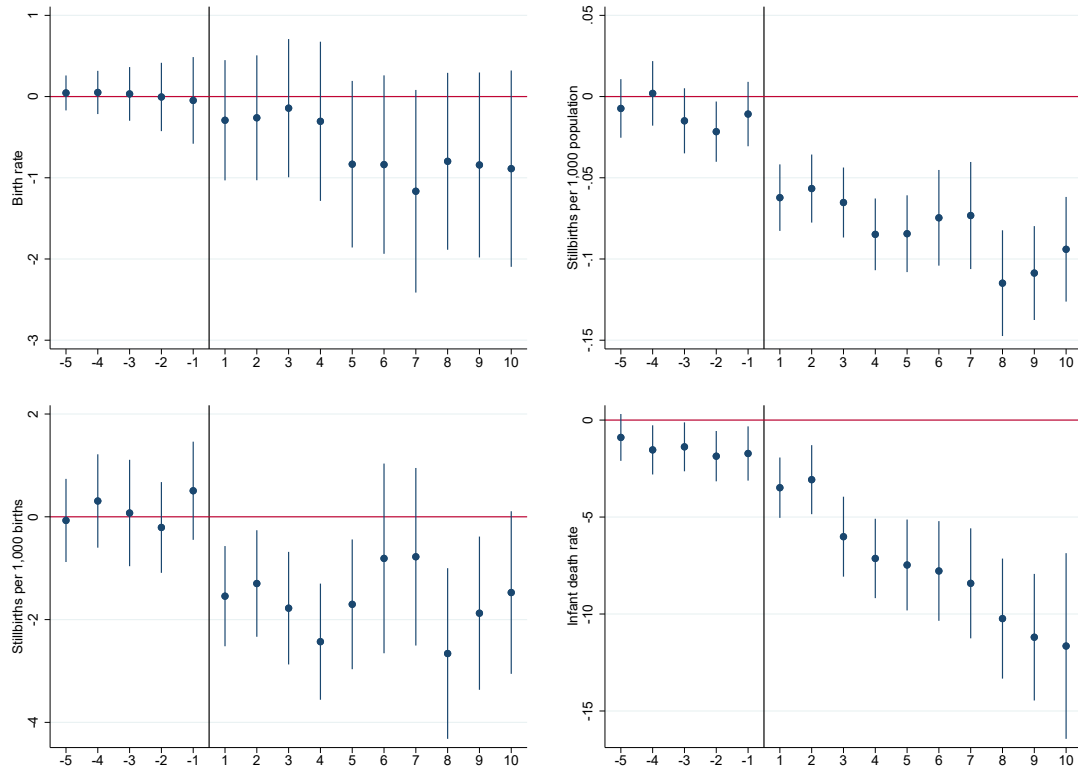 Birth rate
1
0
-1
-2
-3
-5 -4 -3 -2 -1 1 2 3 4 5 6 7 8 9 10
Stillbirths per 1,000 population
.05
0
-.05
-.1
-.15
-5 -4 -3 -2 -1 1 2 3 4 5 6 7 8 9 10
Stillbirths per 1,000 births
2
0
-2
-4
-5 -4 -3 -2 -1 1 2 3 4 5 6 7 8 9 10
Infant death rate
0
-5
-10
-15
-5 -4 -3 -2 -1 1 2 3 4 5 6 7 8 9 10